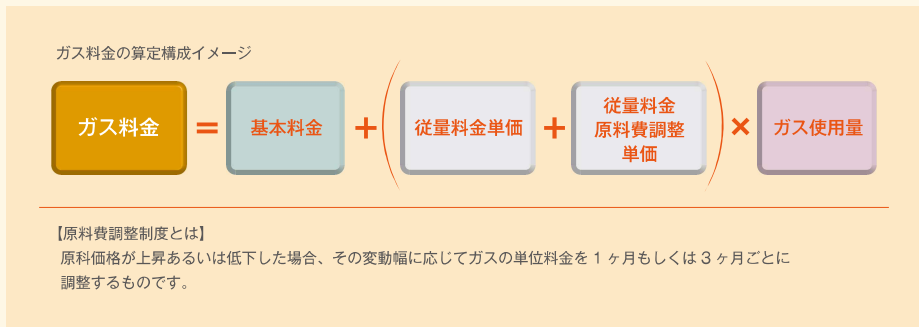 ガス料金の算定構成イメージ
ガス料金 = 基本料金 + ( 従量料金単価 + 従量料金 原料費調整 単価 ) × ガス使用量
【原料費調整制度とは】
原料価格が上昇あるいは低下した場合、その変動幅に応じてガスの単位料金を1ヶ月もしくは3ヶ月ごとに
調整するものです。